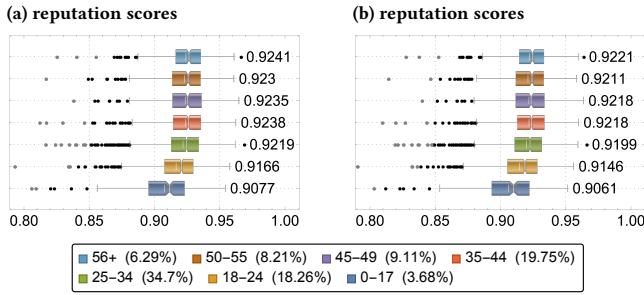 (a) reputation scores
0.9241
0.923
0.9235
0.9238
0.9219
0.9166
0.9077
0.80 0.85 0.90 0.95 1.00
(b) reputation scores
0.9221
0.9211
0.9218
0.9218
0.9199
0.9146
0.9061
0.80 0.85 0.90 0.95 1.00
56+ (6.29%) 50-55 (8.21%) 45-49 (9.11%) 35-44 (19.75%)
25-34 (34.7%) 18-24 (18.26%) 0-17 (3.68%)